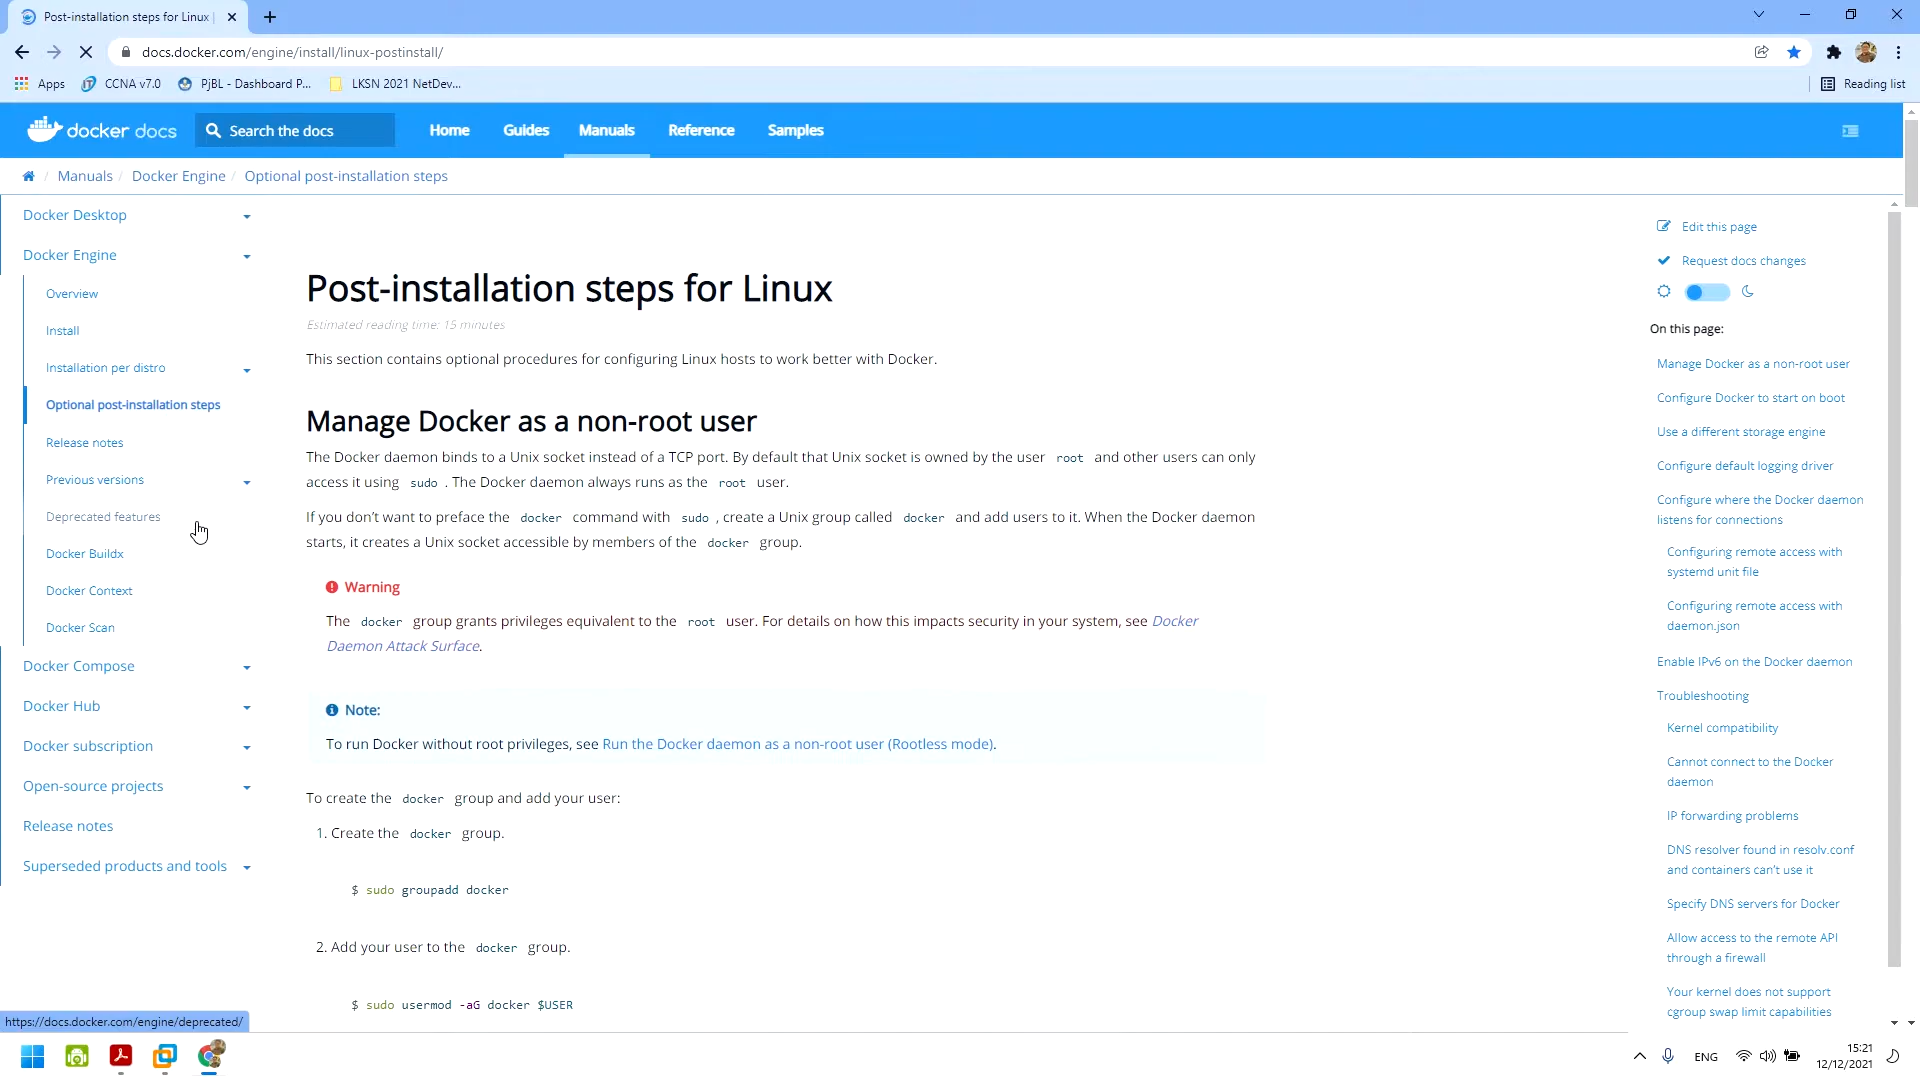 Post-installation steps for Linux |
docs.docker.com/engine/install/linux-postinstall/
Apps
CCNA v7.0
PjBL - Dashboard P...
LKSN 2021 NetDev...
Reading list
docker docs
Search the docs
Home
Guides
Manuals
Reference
Samples
/ Manuals / Docker Engine / Optional post-installation steps
Docker Desktop
Docker Engine
Overview
Install
Installation per distro
Optional post-installation steps
Release notes
Previous versions
Deprecated features
Docker Buildx
Docker Context
Docker Scan
Docker Compose
Docker Hub
Docker subscription
Open-source projects
Release notes
Superseded products and tools
Post-installation steps for Linux
Estimated reading time: 15 minutes
This section contains optional procedures for configuring Linux hosts to work better with Docker.
Manage Docker as a non-root user
The Docker daemon binds to a Unix socket instead of a TCP port. By default that Unix socket is owned by the user root and other users can only
access it using sudo . The Docker daemon always runs as the root user.
If you don’t want to preface the docker command with sudo , create a Unix group called docker and add users to it. When the Docker daemon
starts, it creates a Unix socket accessible by members of the docker group.
Warning
The docker group grants privileges equivalent to the root user. For details on how this impacts security in your system, see Docker
Daemon Attack Surface.
Note:
To run Docker without root privileges, see Run the Docker daemon as a non-root user (Rootless mode).
To create the docker group and add your user:
1. Create the docker group.
$ sudo groupadd docker
2. Add your user to the docker group.
$ sudo usermod -aG docker $USER
Edit this page
Request docs changes
On this page:
Manage Docker as a non-root user
Configure Docker to start on boot
Use a different storage engine
Configure default logging driver
Configure where the Docker daemon
listens for connections
Configuring remote access with
systemd unit file
Configuring remote access with
daemon.json
Enable IPv6 on the Docker daemon
Troubleshooting
Kernel compatibility
Cannot connect to the Docker
daemon
IP forwarding problems
DNS resolver found in resolv.conf
and containers can’t use it
Specify DNS servers for Docker
Allow access to the remote API
through a firewall
Your kernel does not support
cgroup swap limit capabilities
https://docs.docker.com/engine/deprecated/
ENG
15:21
12/12/2021